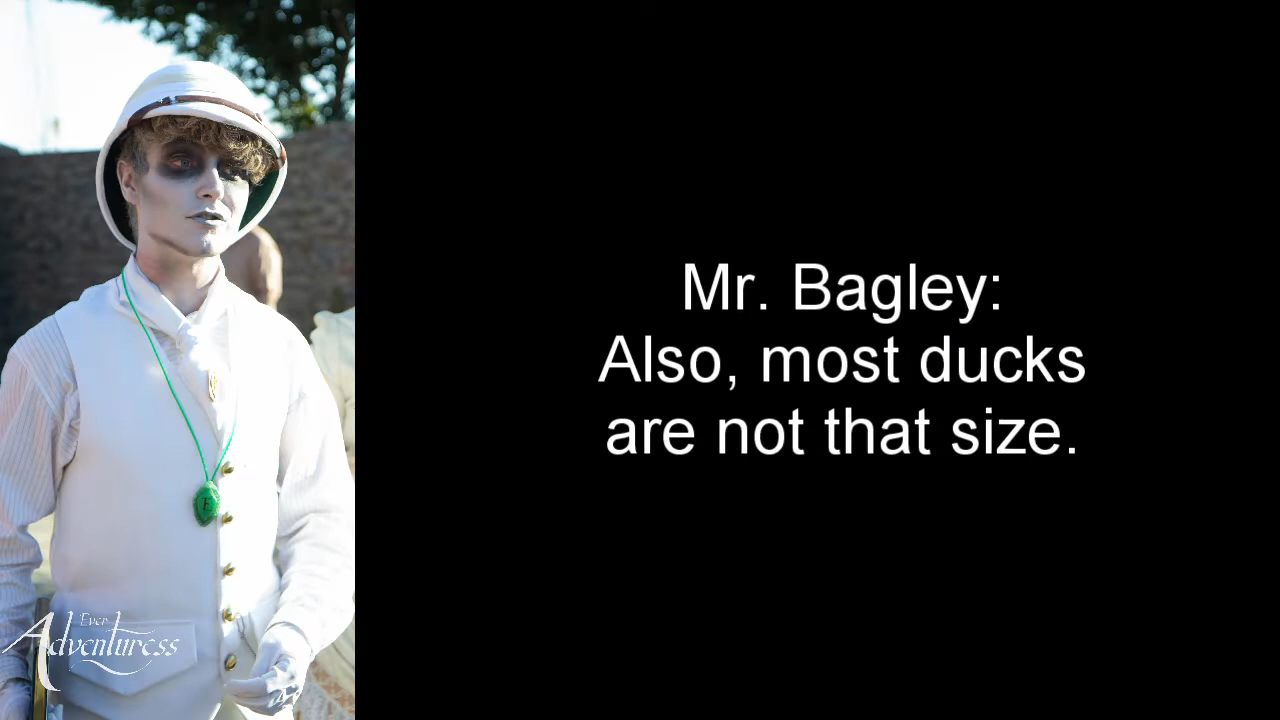 Mr. Bagley:
Also, most ducks
are not that size.
E
Ever
Adventuress